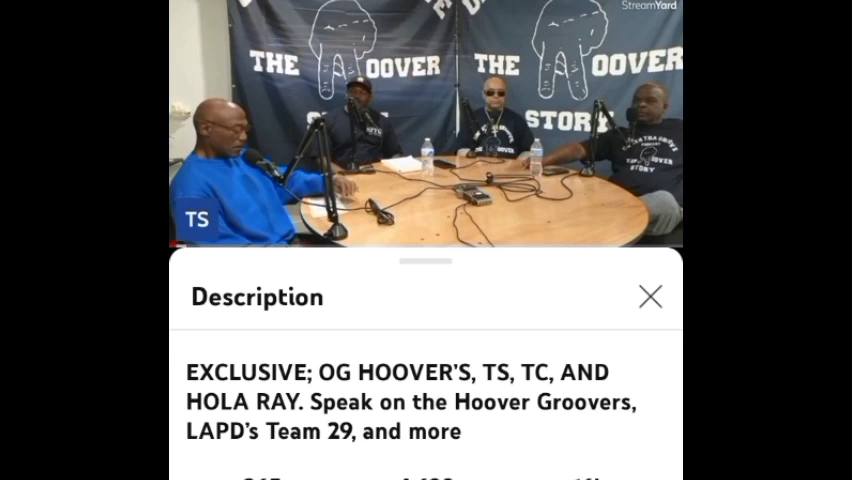 StreamYard
THE HOOVER
THE HOOVER
STORY
STORY
TS
Description
EXCLUSIVE; OG HOOVER'S, TS, TC, AND
HOLA RAY. Speak on the Hoover Groovers,
LAPD's Team 29, and more